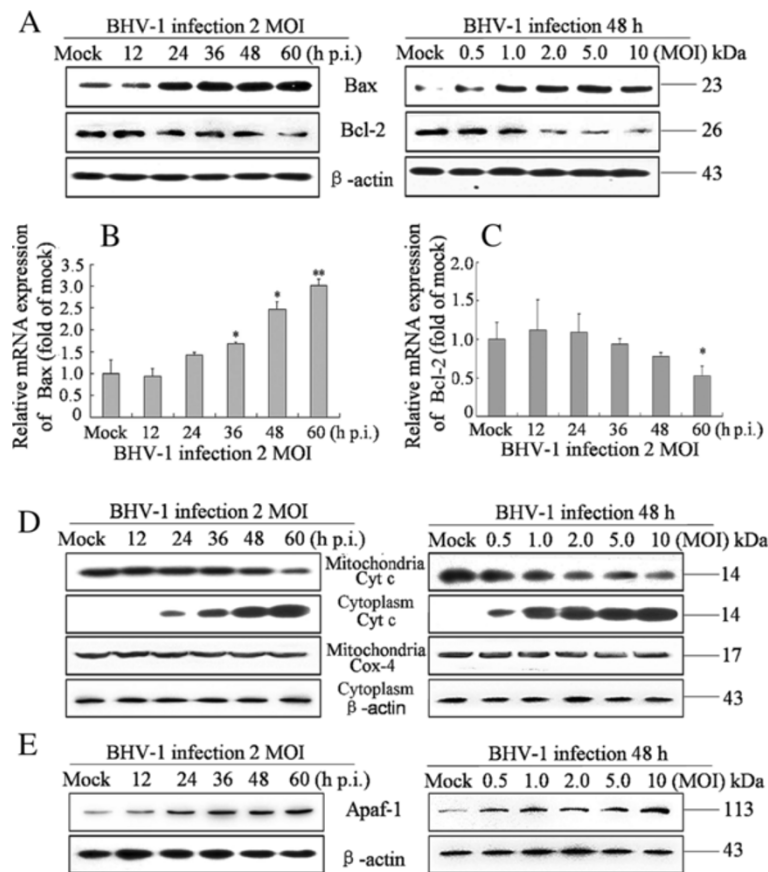 A
BHV-1 infection 2 MOI
BHV-1 infection 48 h
Mock 12 24 36 48 60 (h p.i.)
Mock 0.5 1.0 2.0 5.0 10 (MOI) kDa
Bax
23
Bcl-2
26
β-actin
43
B
Relative mRNA expression
of Bax (fold of mock)
3.5
3.0
2.5
2.0
1.5
1.0
0.5
0
*
*
**
Mock 12 24 36 48 60 (h p.i.)
BHV-1 infection 2 MOI
C
Relative mRNA expression
of Bcl-2 (fold of mock)
2.0
1.5
1.0
0.5
0.0
*
Mock 12 24 36 48 60 (h p.i.)
BHV-1 infection 2 MOI
D
BHV-1 infection 2 MOI
BHV-1 infection 48 h
Mock 12 24 36 48 60 (h p.i.)
Mock 0.5 1.0 2.0 5.0 10 (MOI) kDa
Mitochondria
Cyt c
14
Cytoplasm
Cyt c
14
Mitochondria
Cox-4
17
Cytoplasm
β-actin
43
E
BHV-1 infection 2 MOI
BHV-1 infection 48 h
Mock 12 24 36 48 60 (h p.i.)
Mock 0.5 1.0 2.0 5.0 10 (MOI) kDa
Apaf-1
113
β-actin
43